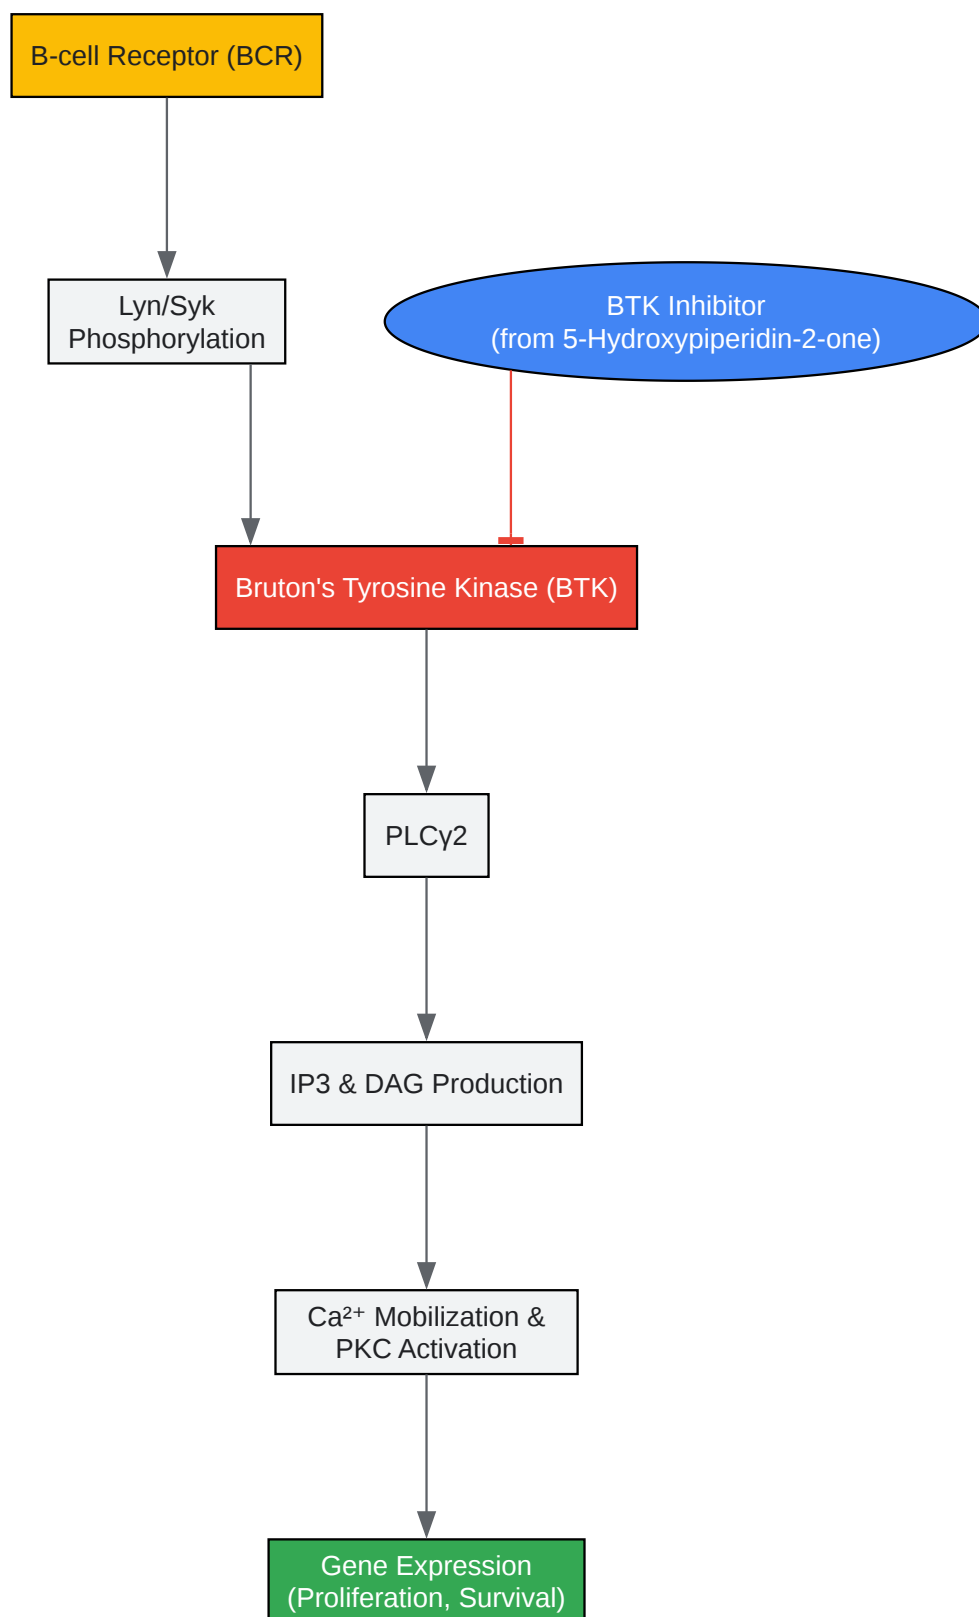 B-cell Receptor (BCR)
Lyn/Syk
Phosphorylation
BTK Inhibitor
(from 5-Hydroxypiperidin-2-one)
Bruton's Tyrosine Kinase (BTK)
PLCγ2
IP3 & DAG Production
Ca²⁺ Mobilization &
PKC Activation
Gene Expression
(Proliferation, Survival)